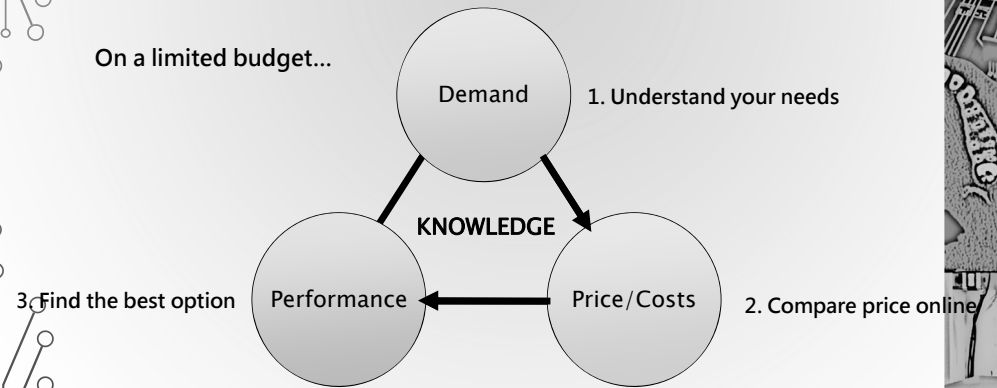 On a limited budget...
Demand
1. Understand your needs
KNOWLEDGE
3. Find the best option
Performance
Price/Costs
2. Compare price online